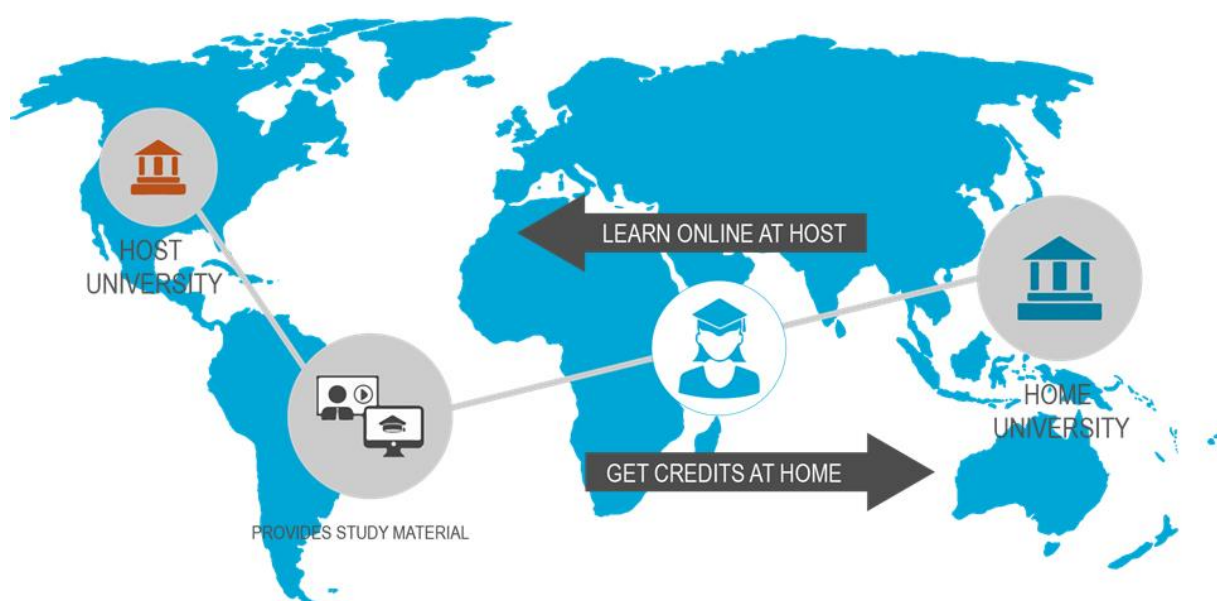 LEARN ONLINE AT HOST
HOST
UNIVERSITY
HOME
UNIVERSITY
GET CREDITS AT HOME
PROVIDES STUDY MATERIAL